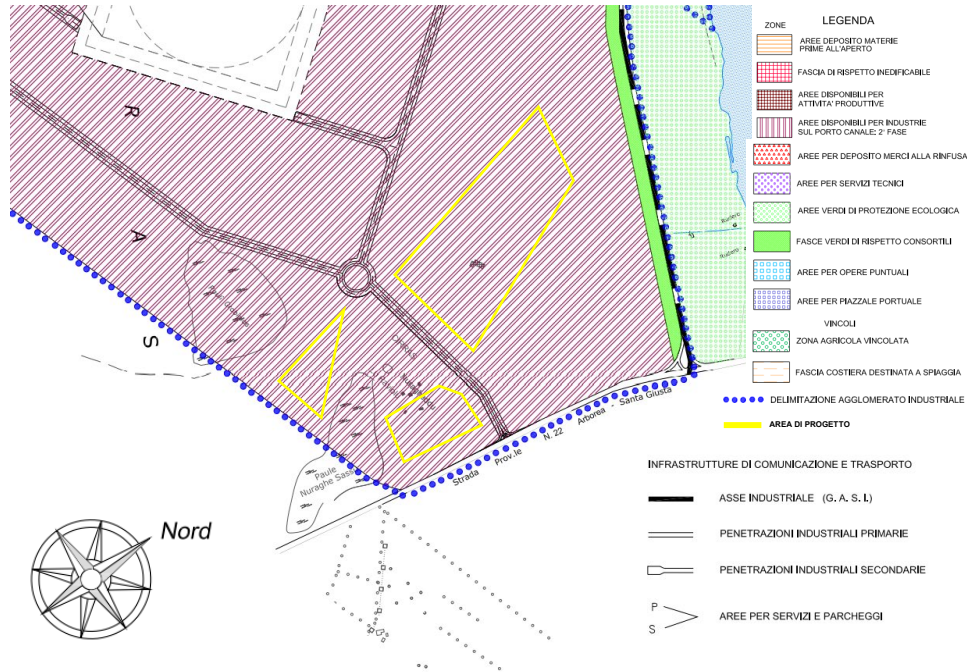 ZONE
LEGENDA
AREE DEPOSITO MATERIE
PRIME ALL'APERTO
FASCIA DI RISPETTO INEDIFICABILE
AREE DISPONIBILI PER
ATTIVITA' PRODUTTIVE
AREE DISPONIBILI PER INDUSTRIE
SUL PORTO CANALE: 2° FASE
AREE PER DEPOSITO MERCI ALLA RINFUSA
AREE PER SERVIZI TECNICI
AREE VERDI DI PROTEZIONE ECOLOGICA
FASCE VERDI DI RISPETTO CONSORTILI
AREE PER OPERE PUNTUALI
AREE PER PIAZZALE PORTUALE
VINCOLI
ZONA AGRICOLA VINCOLATA
FASCIA COSTIERA DESTINATA A SPIAGGIA
DELIMITAZIONE AGGLOMERATO INDUSTRIALE
AREA DI PROGETTO
INFRASTRUTTURE DI COMUNICAZIONE E TRASPORTO
ASSE INDUSTRIALE (G. A. S. I.)
PENETRAZIONI INDUSTRIALI PRIMARIE
PENETRAZIONI INDUSTRIALI SECONDARIE
P
S
AREE PER SERVIZI E PARCHEGGI
R
A
S
Rudero
Rudero
CIRRAS
Paule
Nuraghe Sassu
Strada Prov.le N. 22 Arborea - Santa Giusta
Nord